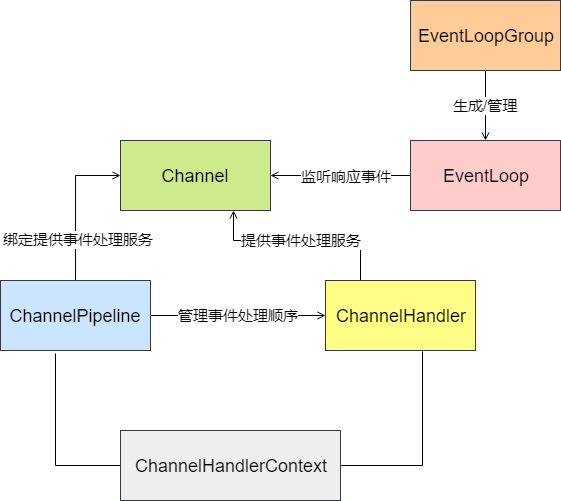 EventLoopGroup
生成/管理
Channel
监听响应事件
EventLoop
绑定提供事件处理服务
提供事件处理服务
ChannelPipeline
管理事件处理顺序
ChannelHandler
ChannelHandlerContext